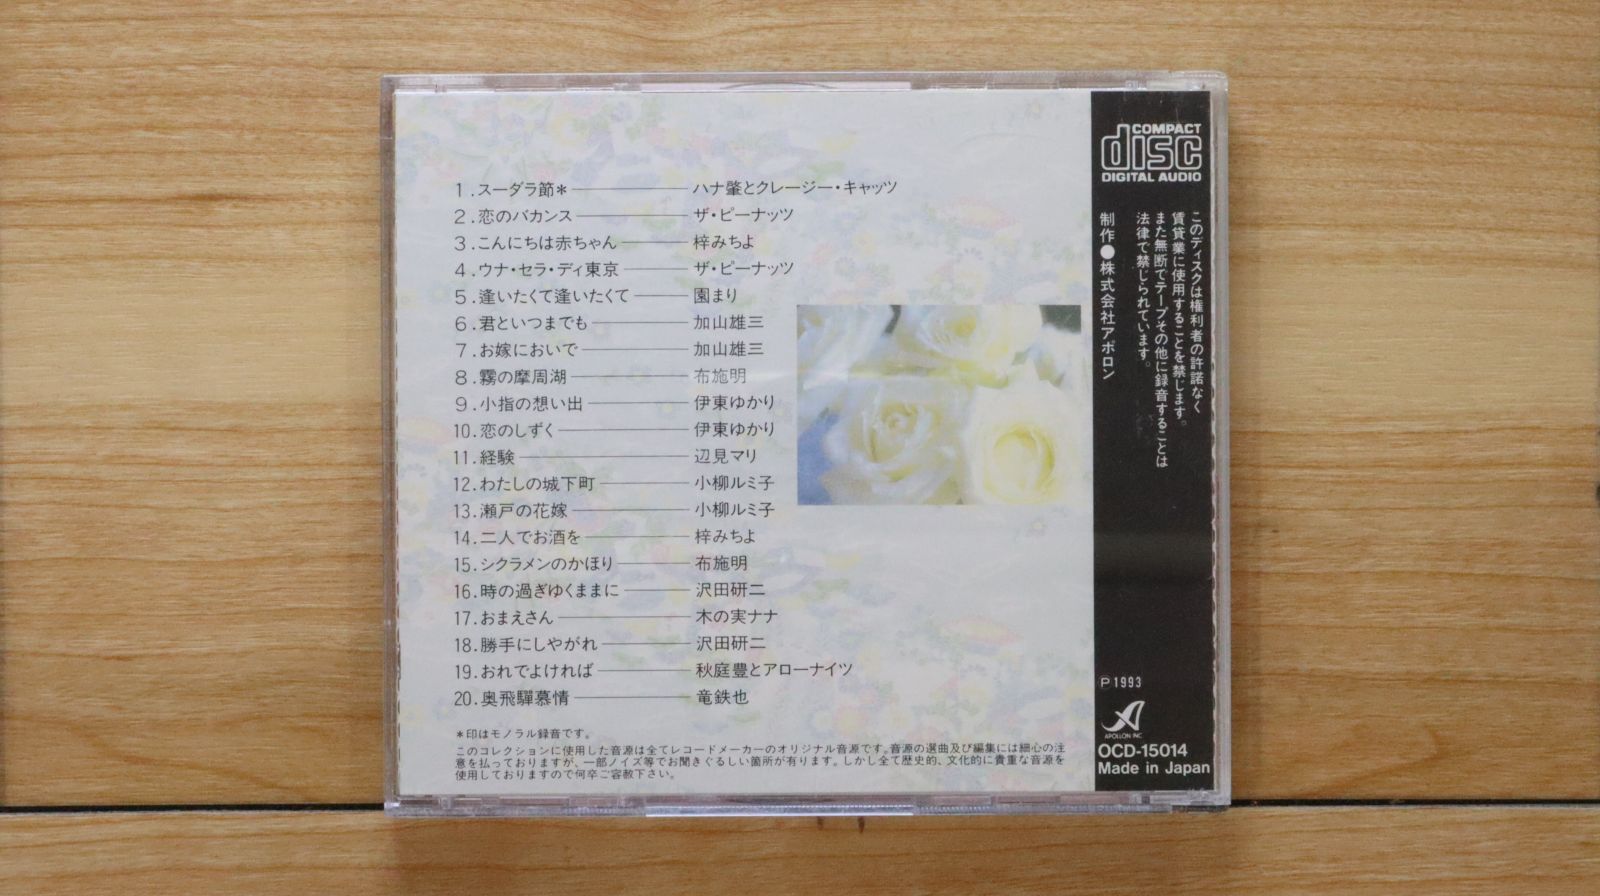 1.スーダラ節* ハナ肇とクレージー・キャッツ
2.恋のバカンス ザ・ピーナッツ
3.こんにちは赤ちゃん 梓みちよ
4.ウナ・セラ・ディ東京 ザ・ピーナッツ
5.逢いたくて逢いたくて 園まり
6.君といつまでも 加山雄三
7.お嫁においで 加山雄三
8.霧の摩周湖 布施明
9.小指の想い出 伊東ゆかり
10.恋のしずく 伊東ゆかり
11.経験 辺見マリ
12.わたしの城下町 小柳ルミ子
13.瀬戸の花嫁 小柳ルミ子
14.二人でお酒を 梓みちよ
15.シクラメンのかほり 布施明
16.時の過ぎゆくままに 沢田研二
17.おまえさん 木の実ナナ
18.勝手にしやがれ 沢田研二
19.おれでよければ 秋庭豊とアローナイツ
20.奥飛驒慕情 竜鉄也
*印はモノラル録音です。
このコレクションに使用した音源は全てレコードメーカーのオリジナル音源です。音源の選曲及び編集には細心の注
意を払っておりますが、一部ノイズ等でお聞きぐるしい箇所が有ります。しかし全て歴史的、文化的に貴重な音源を
使用しておりますので何卒ご容赦下さい。
COMPACT
disc
DIGITAL AUDIO
このディスクは権利者の許諾なく
賃貸業に使用することを禁じます。
また無断でテープその他に録音することは
法律で禁じられています。
制作●株式会社アポロン
Ⓟ1993
APOLLON INC
OCD-15014
Made in Japan